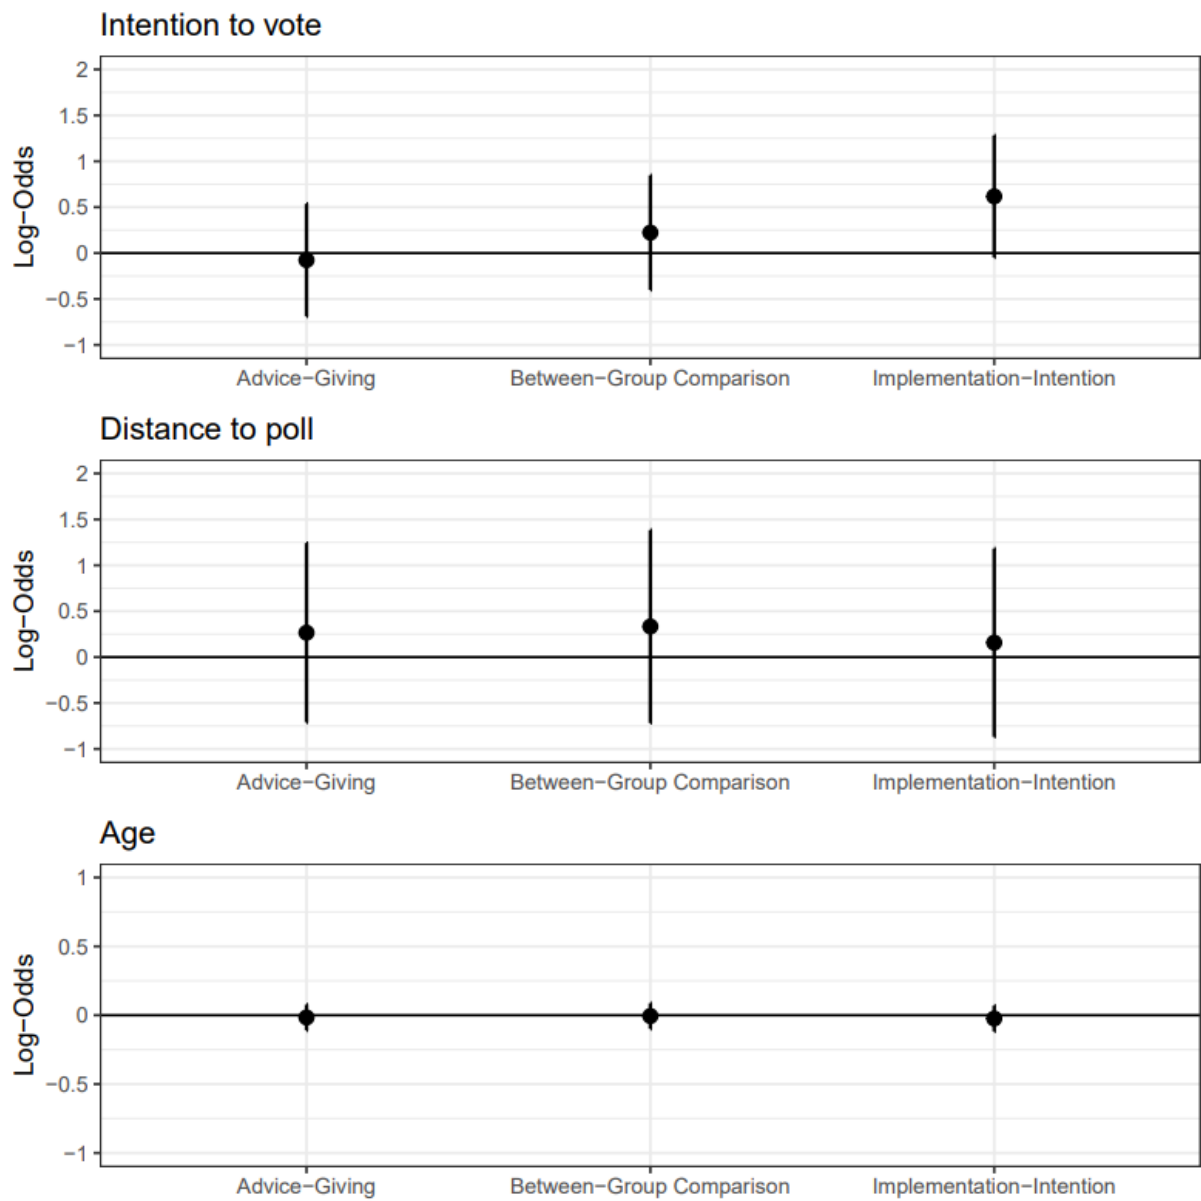 Intention to vote
Log−Odds
2
1.5
1
0.5
0
−0.5
−1
Advice−Giving Between−Group Comparison Implementation−Intention
Distance to poll
Log−Odds
2
1.5
1
0.5
0
−0.5
−1
Advice−Giving Between−Group Comparison Implementation−Intention
Age
Log−Odds
1
0.5
0
−0.5
−1
Advice−Giving Between−Group Comparison Implementation−Intention